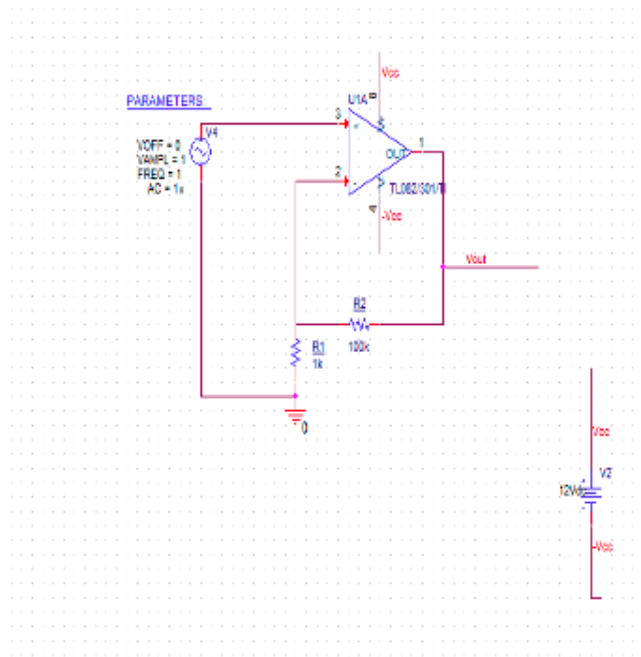 PARAMETERS:
V4
VOFF = 0
VAMPL = 1
FREQ = 1
AC = 1v
Vcc
8
U1A
3
+
2
-
OUT
1
TL082/301/TI
4
-Vcc
Vout
R2
100k
R1
1k
0
Vcc
V2
12Vdc
-Vcc